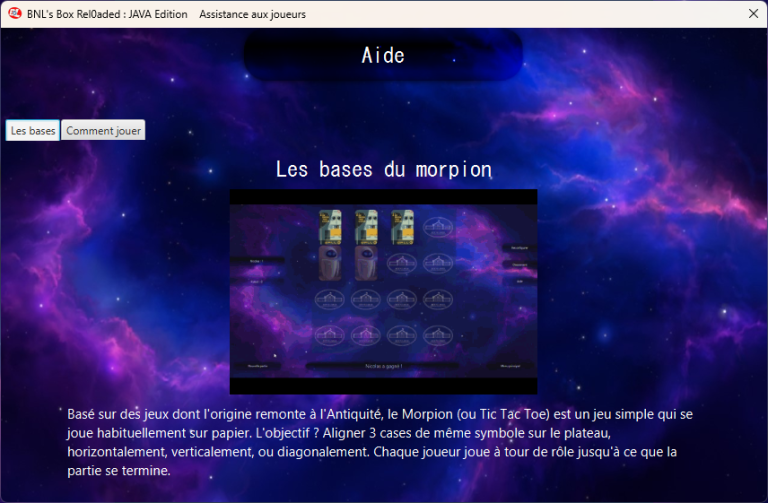 BNL's Box Rel0aded : JAVA Edition Assistance aux joueurs
Aide
Les bases
Comment jouer
Les bases du morpion
Nicolas a gagné !
Basé sur des jeux dont l'origine remonte à l'Antiquité, le Morpion (ou Tic Tac Toe) est un jeu simple qui se
joue habituellement sur papier. L'objectif ? Aligner 3 cases de même symbole sur le plateau,
horizontalement, verticalement, ou diagonalement. Chaque joueur joue à tour de rôle jusqu'à ce que la
partie se termine.